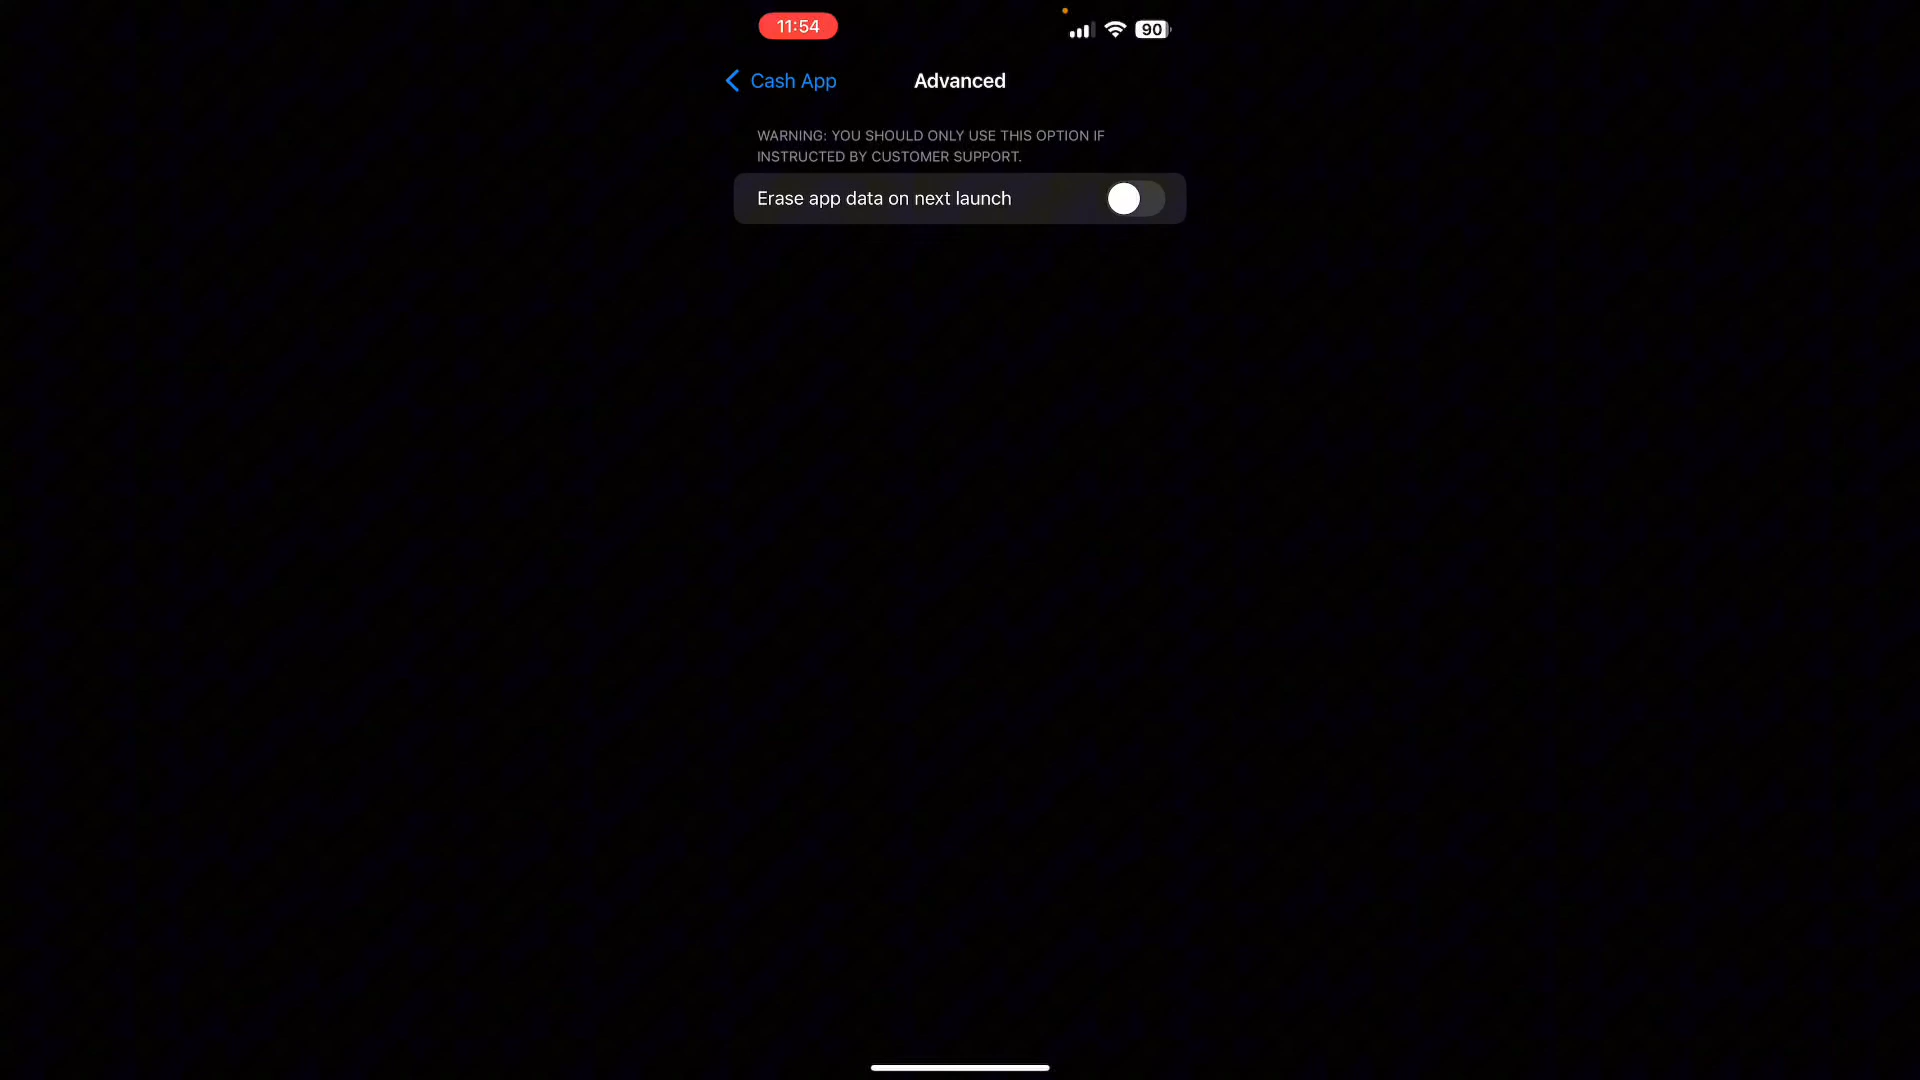 11:54
90
Cash App
Advanced
WARNING: YOU SHOULD ONLY USE THIS OPTION IF
INSTRUCTED BY CUSTOMER SUPPORT.
Erase app data on next launch